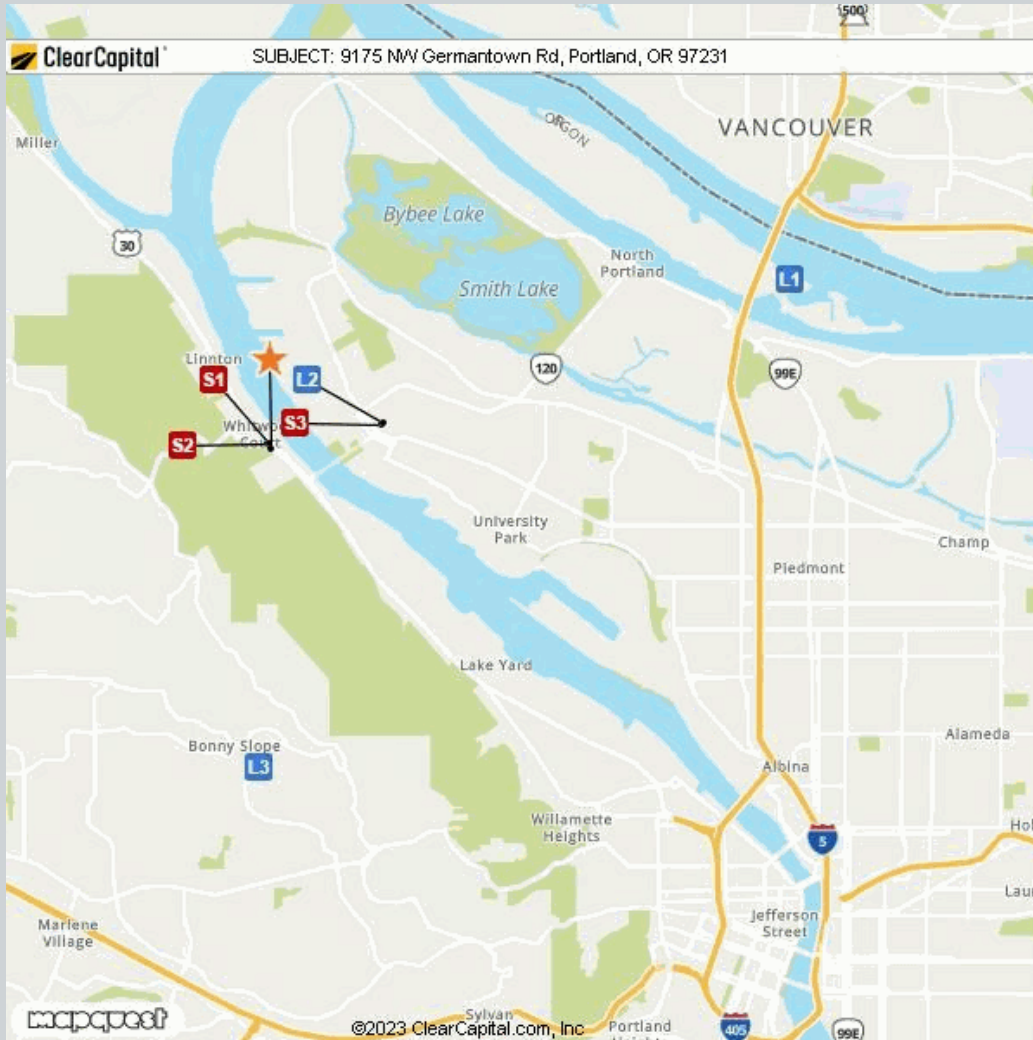 500
ClearCapital
SUBJECT: 9175 NW Germantown Rd, Portland, OR 97231
VANCOUVER
Miller
Bybee Lake
30
North
Portland
L1
Smith Lake
Linnton
S1
L2
120
99E
S3
S2
University
Park
Champ
Piedmont
Lake Yard
Bonny Slope
L3
Alameda
Albina
Willamette
Heights
5
Hol
Lau
Marlene
Village
Jefferson
Street
mapquest
Sylvan
©2023 ClearCapital.com, Inc
Portland
405
99E